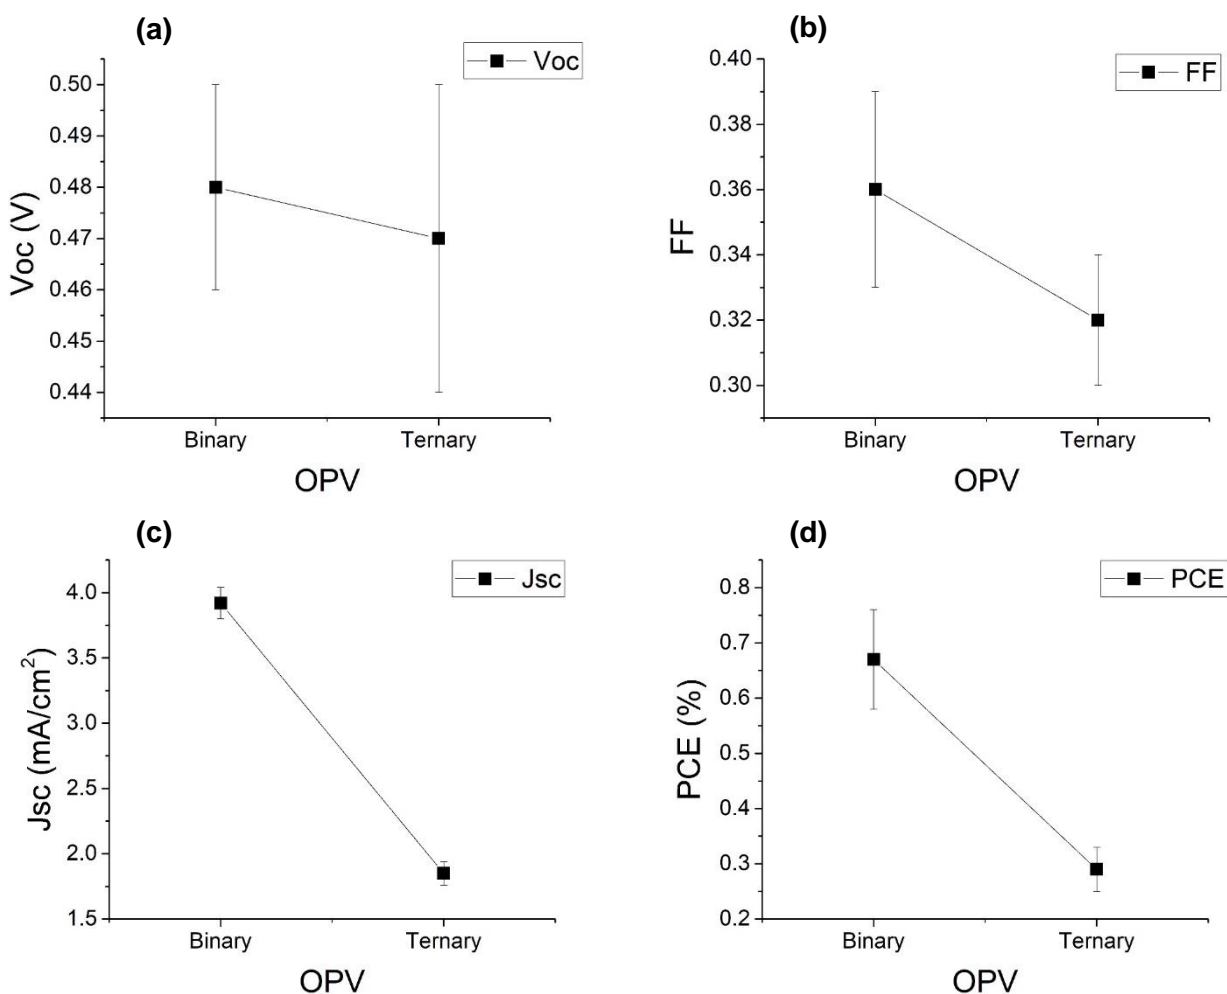 (a)
Voc
0.50
0.49
0.48
0.47
0.46
0.45
0.44
Voc (V)
Binary
Ternary
OPV
(b)
FF
0.40
0.38
0.36
0.34
0.32
0.30
FF
Binary
Ternary
OPV
(c)
Jsc
4.0
3.5
3.0
2.5
2.0
1.5
Jsc (mA/cm²)
Binary
Ternary
OPV
(d)
PCE
0.8
0.7
0.6
0.5
0.4
0.3
0.2
PCE (%)
Binary
Ternary
OPV